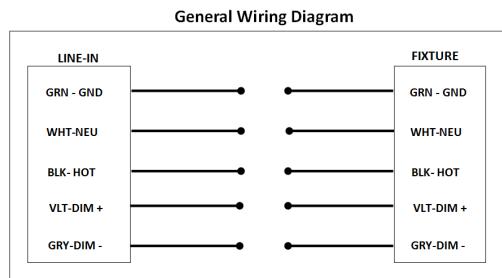 General Wiring Diagram
LINE-IN
GRN - GND
WHT-NEU
BLK- HOT
VLT-DIM +
GRY-DIM -
FIXTURE
GRN - GND
WHT-NEU
BLK- HOT
VLT-DIM +
GRY-DIM -